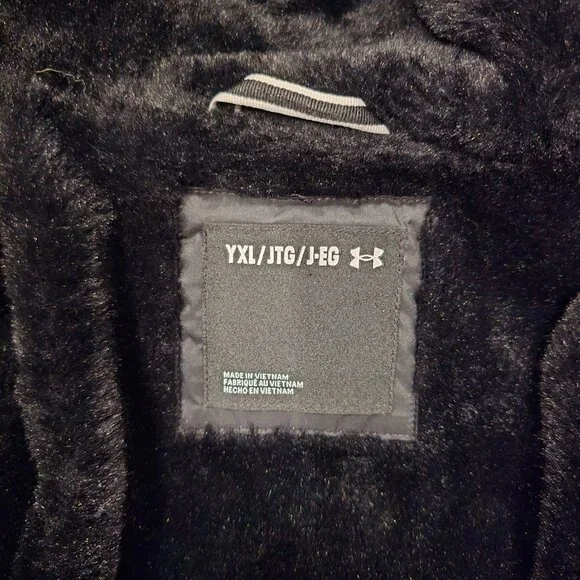 YXL/JTG/J·EG
MADE IN VIETNAM
FABRIQUÉ AU VIETNAM
HECHO EN VIETNAM